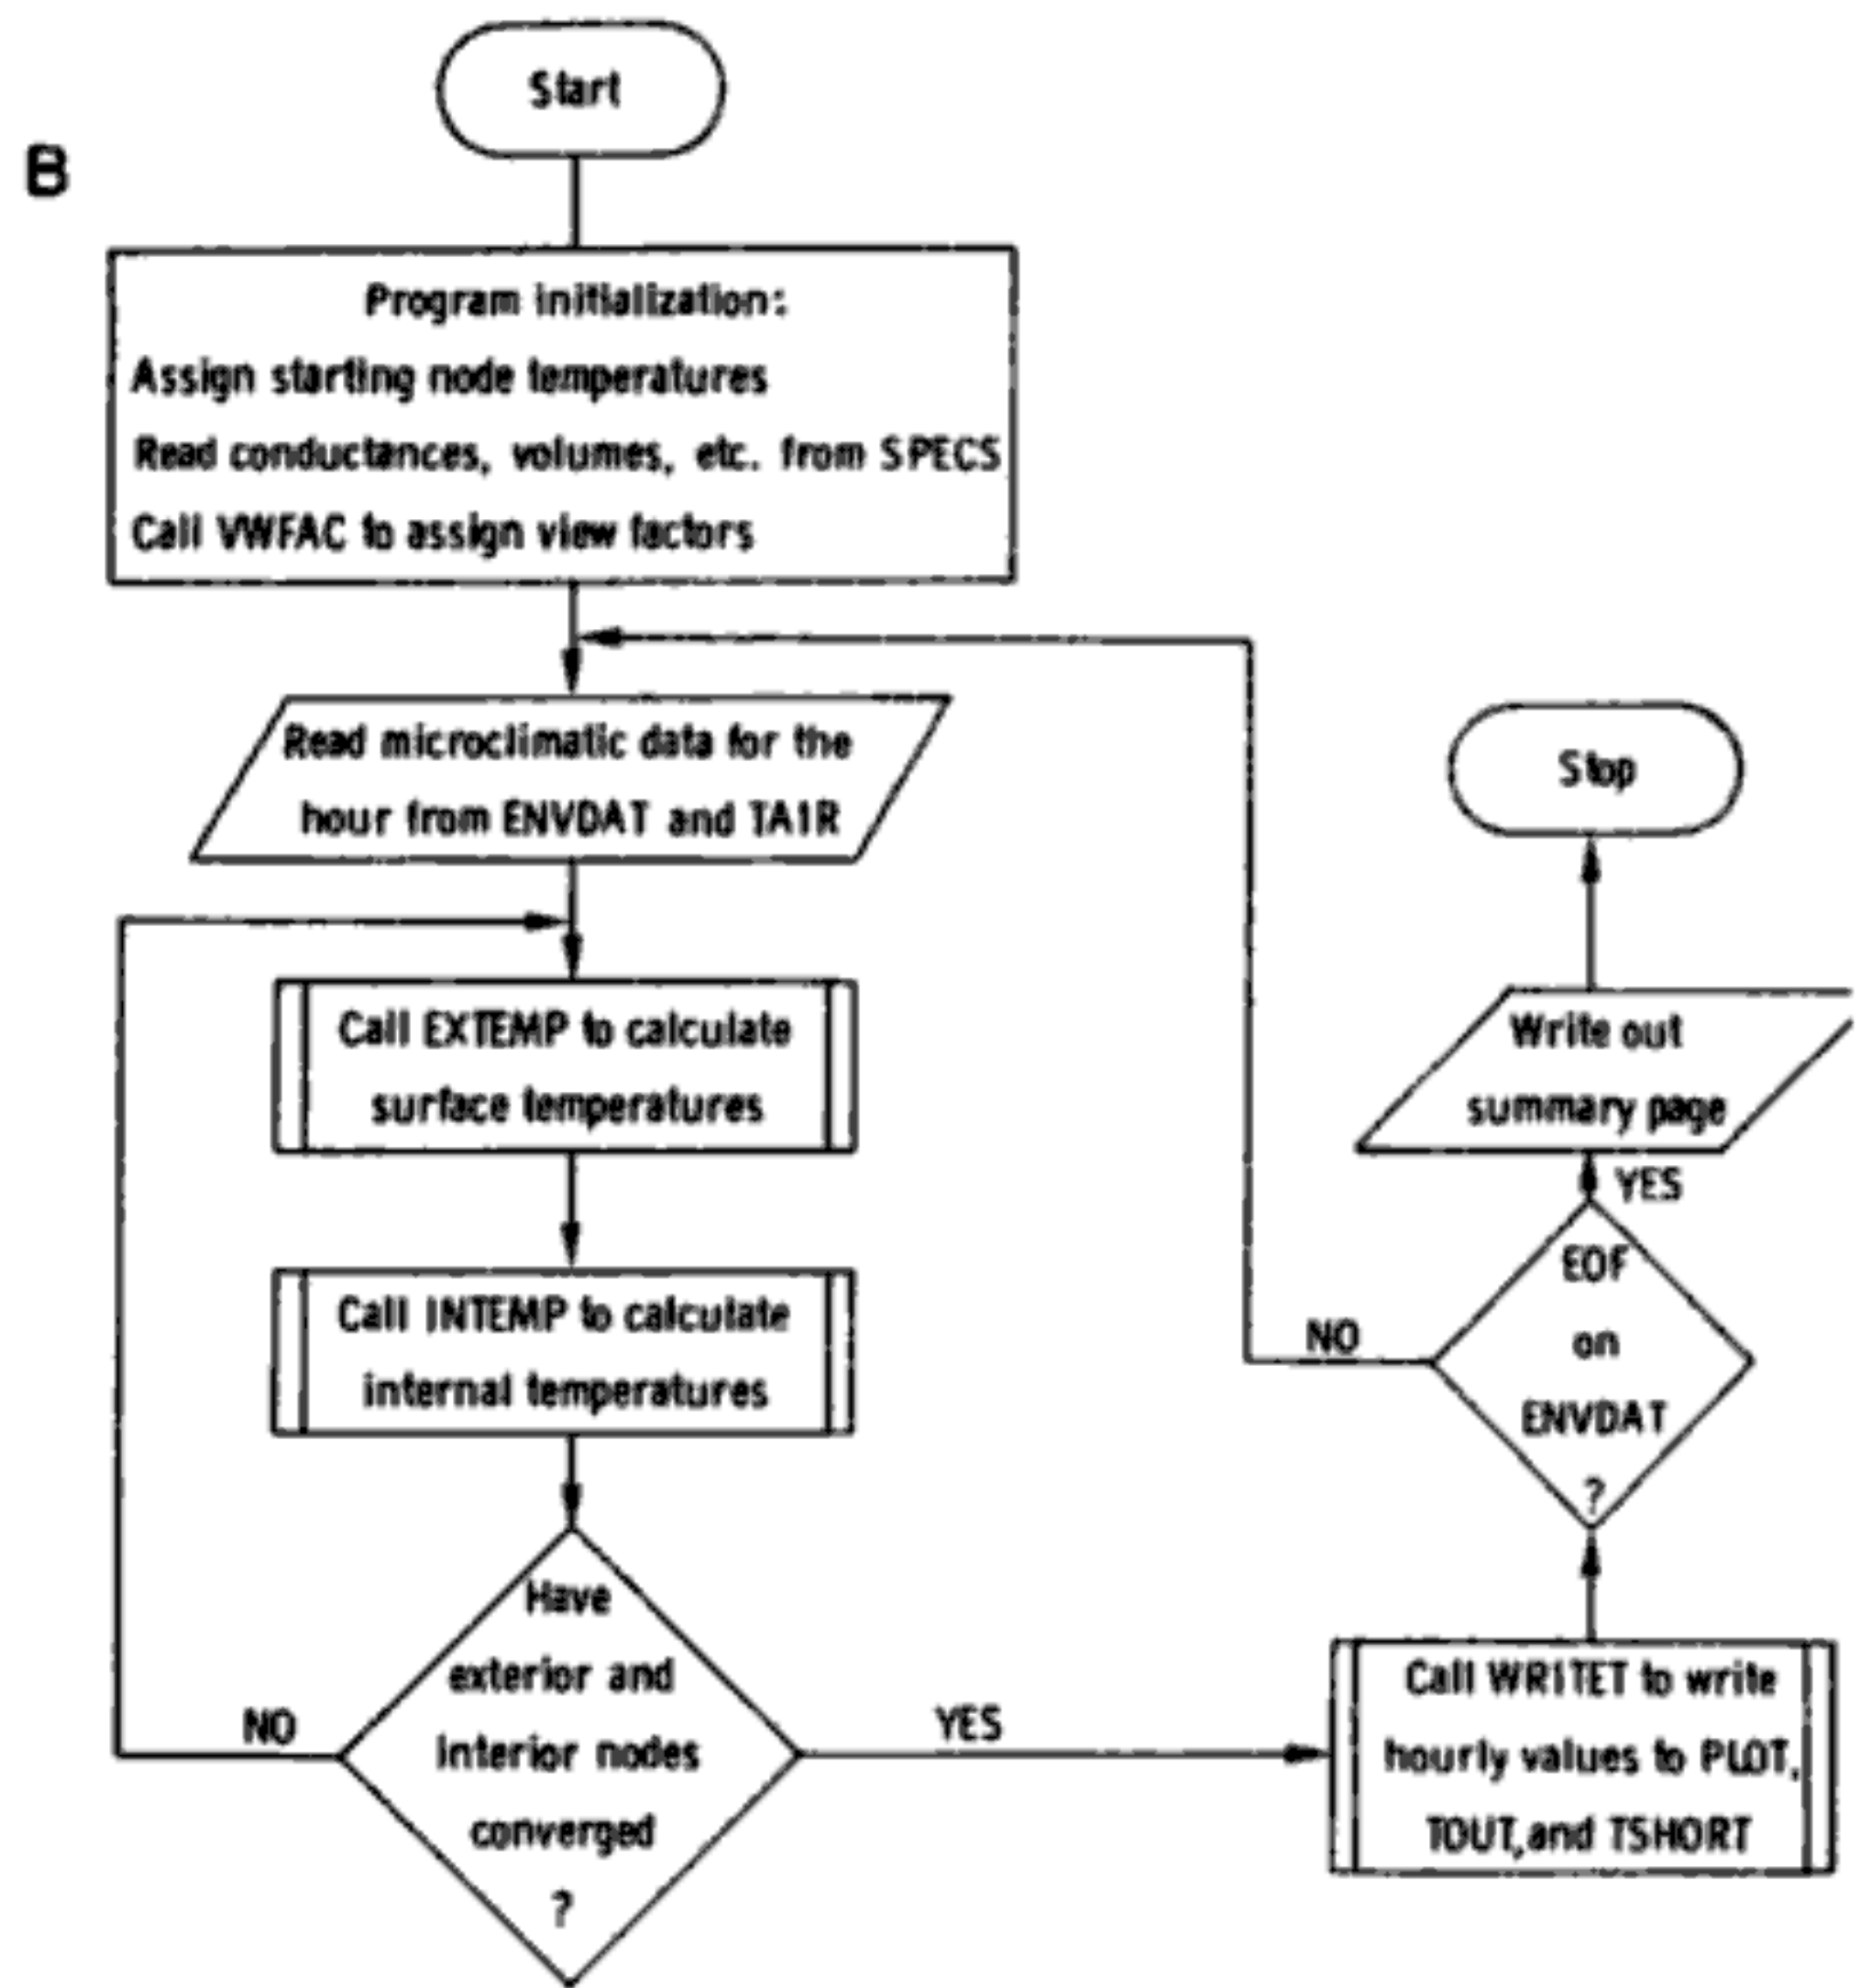 Start
B
Program initialization:
Assign starting node temperatures
Read conductances, volumes, etc. from SPECS
Call VWFAC to assign view factors
Read microclimatic data for the
hour from ENVDAT and TAIR
Call EXTEMP to calculate
surface temperatures
Call INTEMP to calculate
internal temperatures
Have
exterior and
interior nodes
converged
?
NO
YES
Call WRITET to write
hourly values to PLOT,
TOUT, and TSHORT
EOF
on
ENVDAT
?
NO
YES
Write out
summary page
Stop